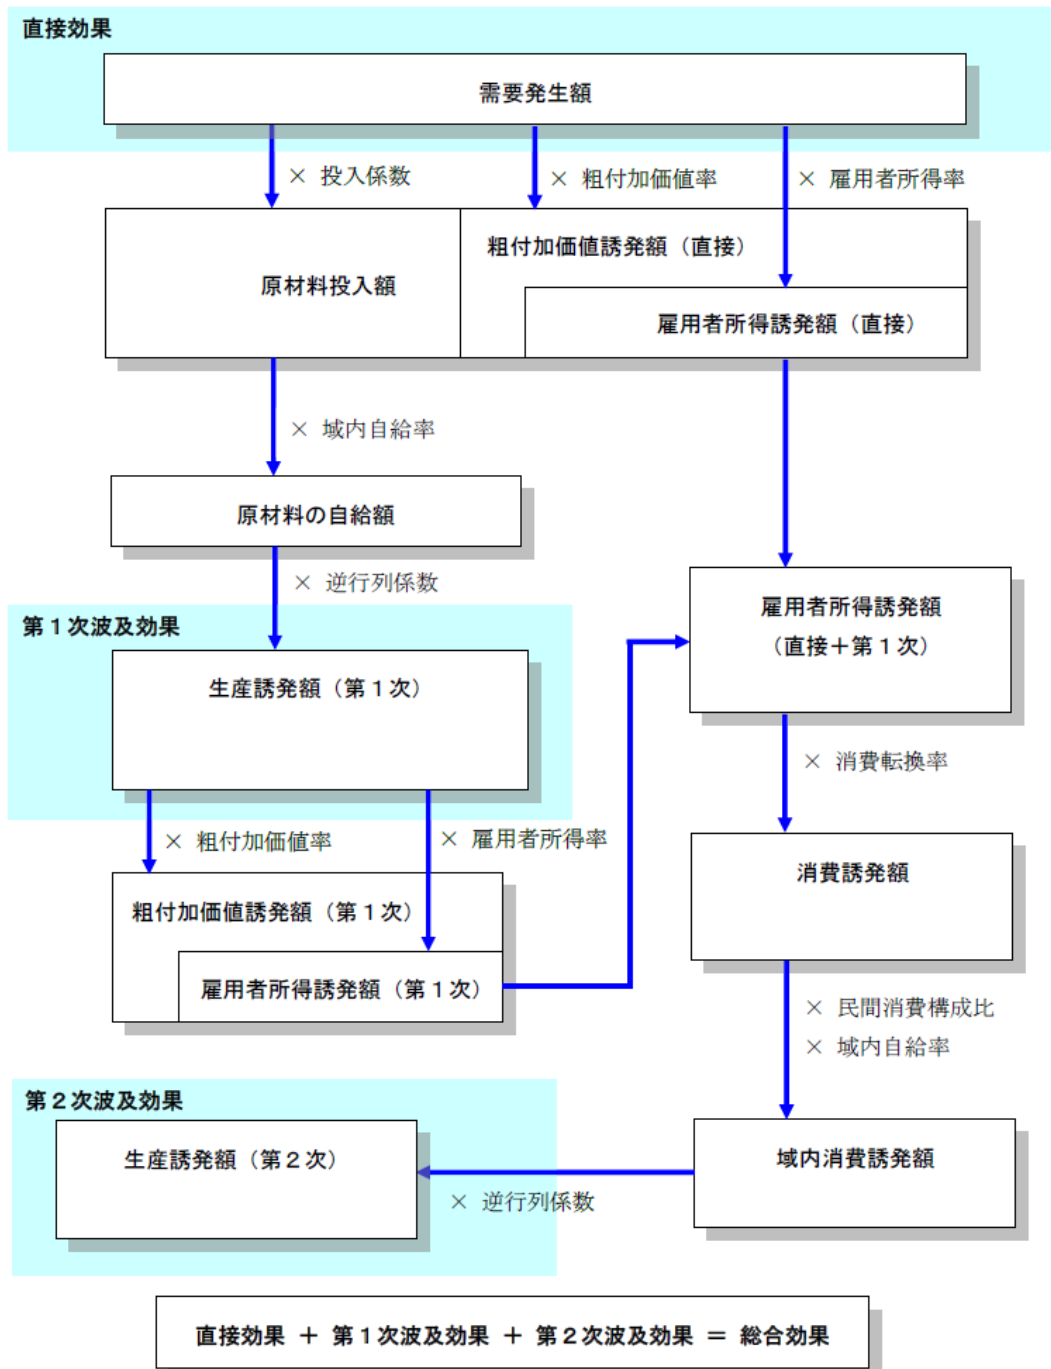 直接効果
需要発生額
× 投入係数
× 粗付加価値率
× 雇用者所得率
粗付加価値誘発額（直接）
原材料投入額
雇用者所得誘発額（直接）
× 域内自給率
原材料の自給額
× 逆行列係数
雇用者所得誘発額
（直接＋第１次）
第１次波及効果
生産誘発額（第１次）
× 消費転換率
× 粗付加価値率
× 雇用者所得率
消費誘発額
粗付加価値誘発額（第１次）
雇用者所得誘発額（第１次）
× 民間消費構成比
× 域内自給率
第２次波及効果
生産誘発額（第２次）
域内消費誘発額
× 逆行列係数
直接効果 ＋ 第１次波及効果 ＋ 第２次波及効果 ＝ 総合効果